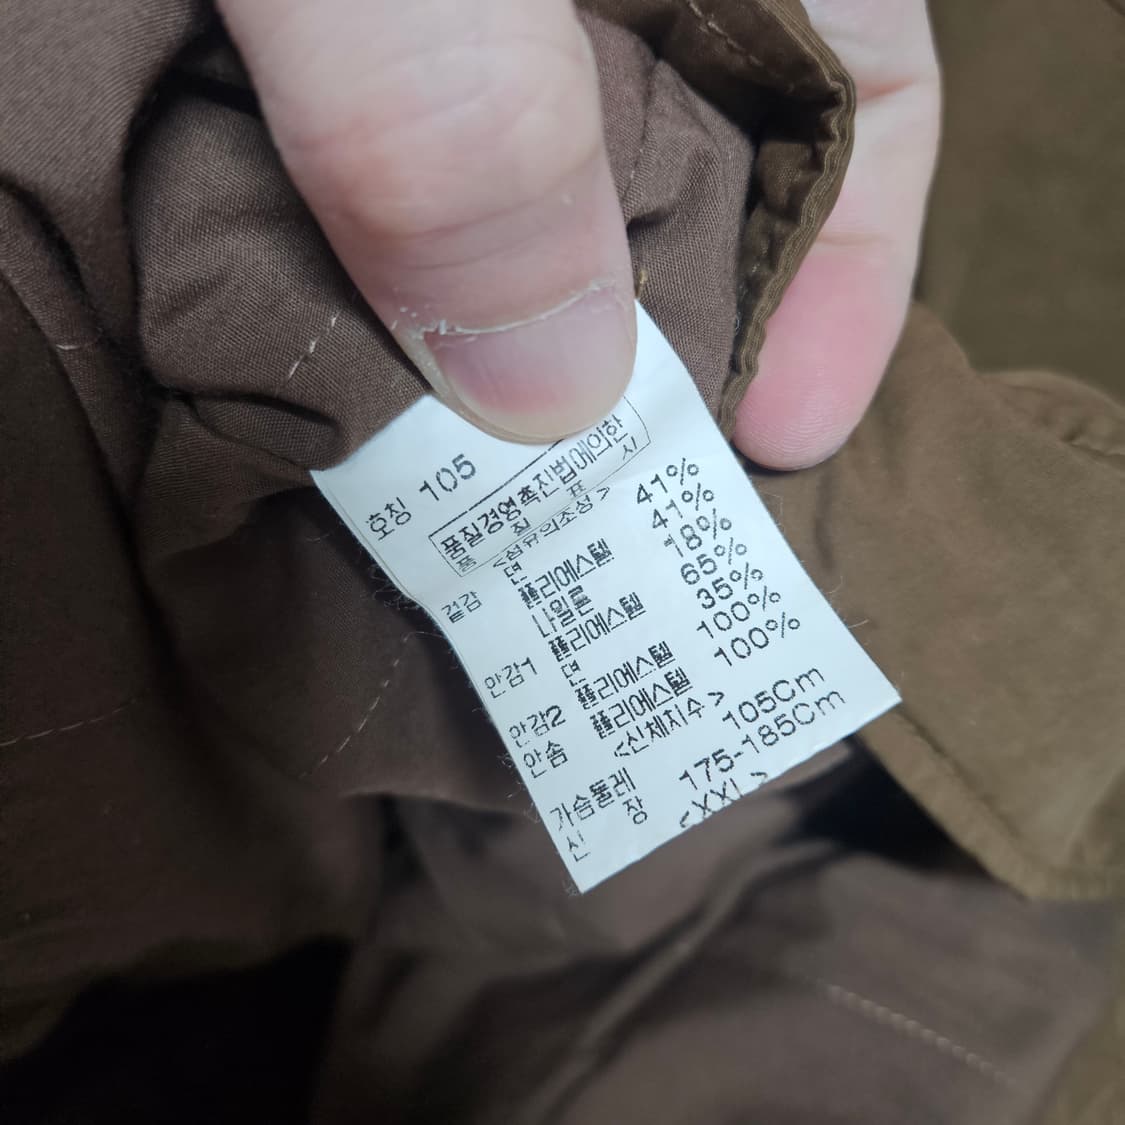 호칭 105
품질경영촉진법에의한
품 질 표 시
<섬유의조성>
겉감 면 41%
폴리에스텔 41%
나일론 18%
안감1 폴리에스텔 65%
면 35%
안감2 폴리에스텔 100%
안솜 폴리에스텔 100%
<신체치수>
가슴둘레 105Cm
신 장 175-185Cm
<XXL>